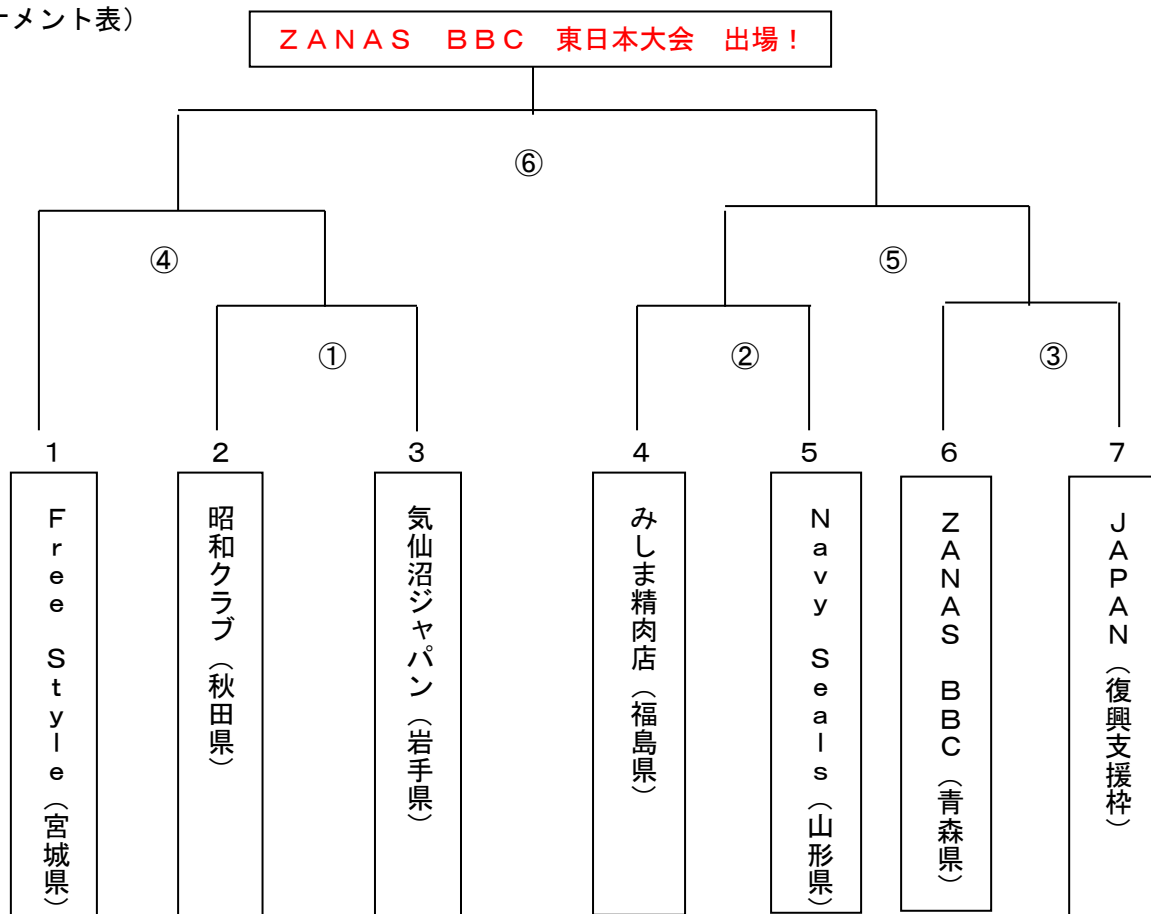 ナメント表）
ＺＡＮＡＳ　ＢＢＣ　東日本大会　出場！
⑥
④
⑤
①
②
③
１
２
３
４
５
６
７
Ｆｒｅｅ　Ｓｔｙｌｅ（宮城県）
昭和クラブ（秋田県）
気仙沼ジャパン（岩手県）
みしま精肉店（福島県）
Ｎａｖｙ　Ｓｅａｌｓ（山形県）
ＺＡＮＡＳ　ＢＢＣ（青森県）
ＪＡＰＡＮ（復興支援枠）